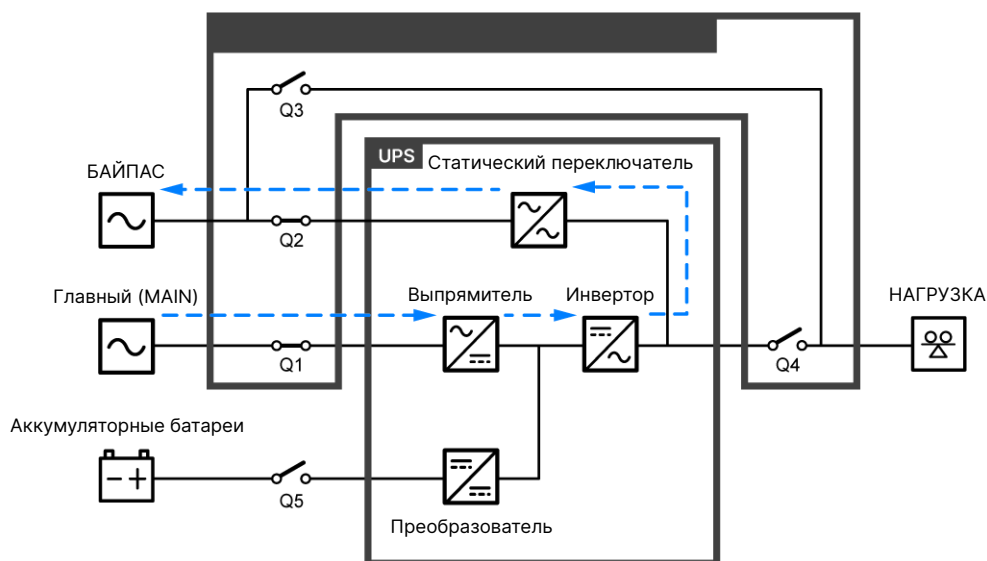 Q3
UPS
Статический переключатель
БАЙПАС
Q2
Главный (MAIN)
Выпрямитель
Инвертор
НАГРУЗКА
Q1
Q4
Аккумуляторные батареи
Q5
Преобразователь